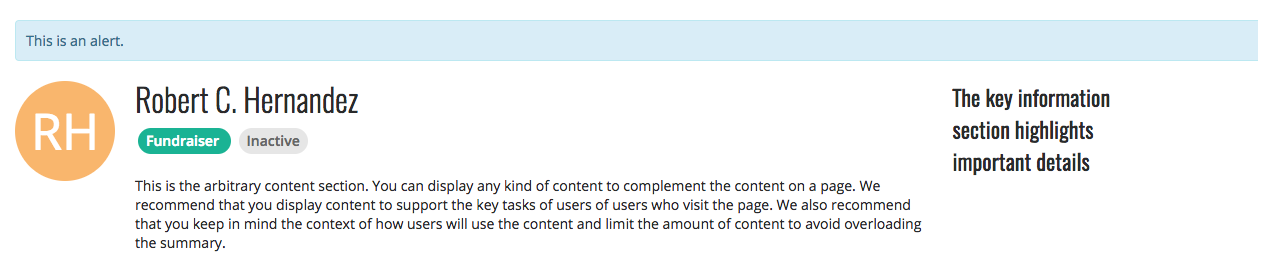 This is an alert.
RH
Robert C. Hernandez
Fundraiser Inactive
This is the arbitrary content section. You can display any kind of content to complement the content on a page. We
recommend that you display content to support the key tasks of users of users who visit the page. We also recommend
that you keep in mind the context of how users will use the content and limit the amount of content to avoid overloading
the summary.
The key information
section highlights
important details